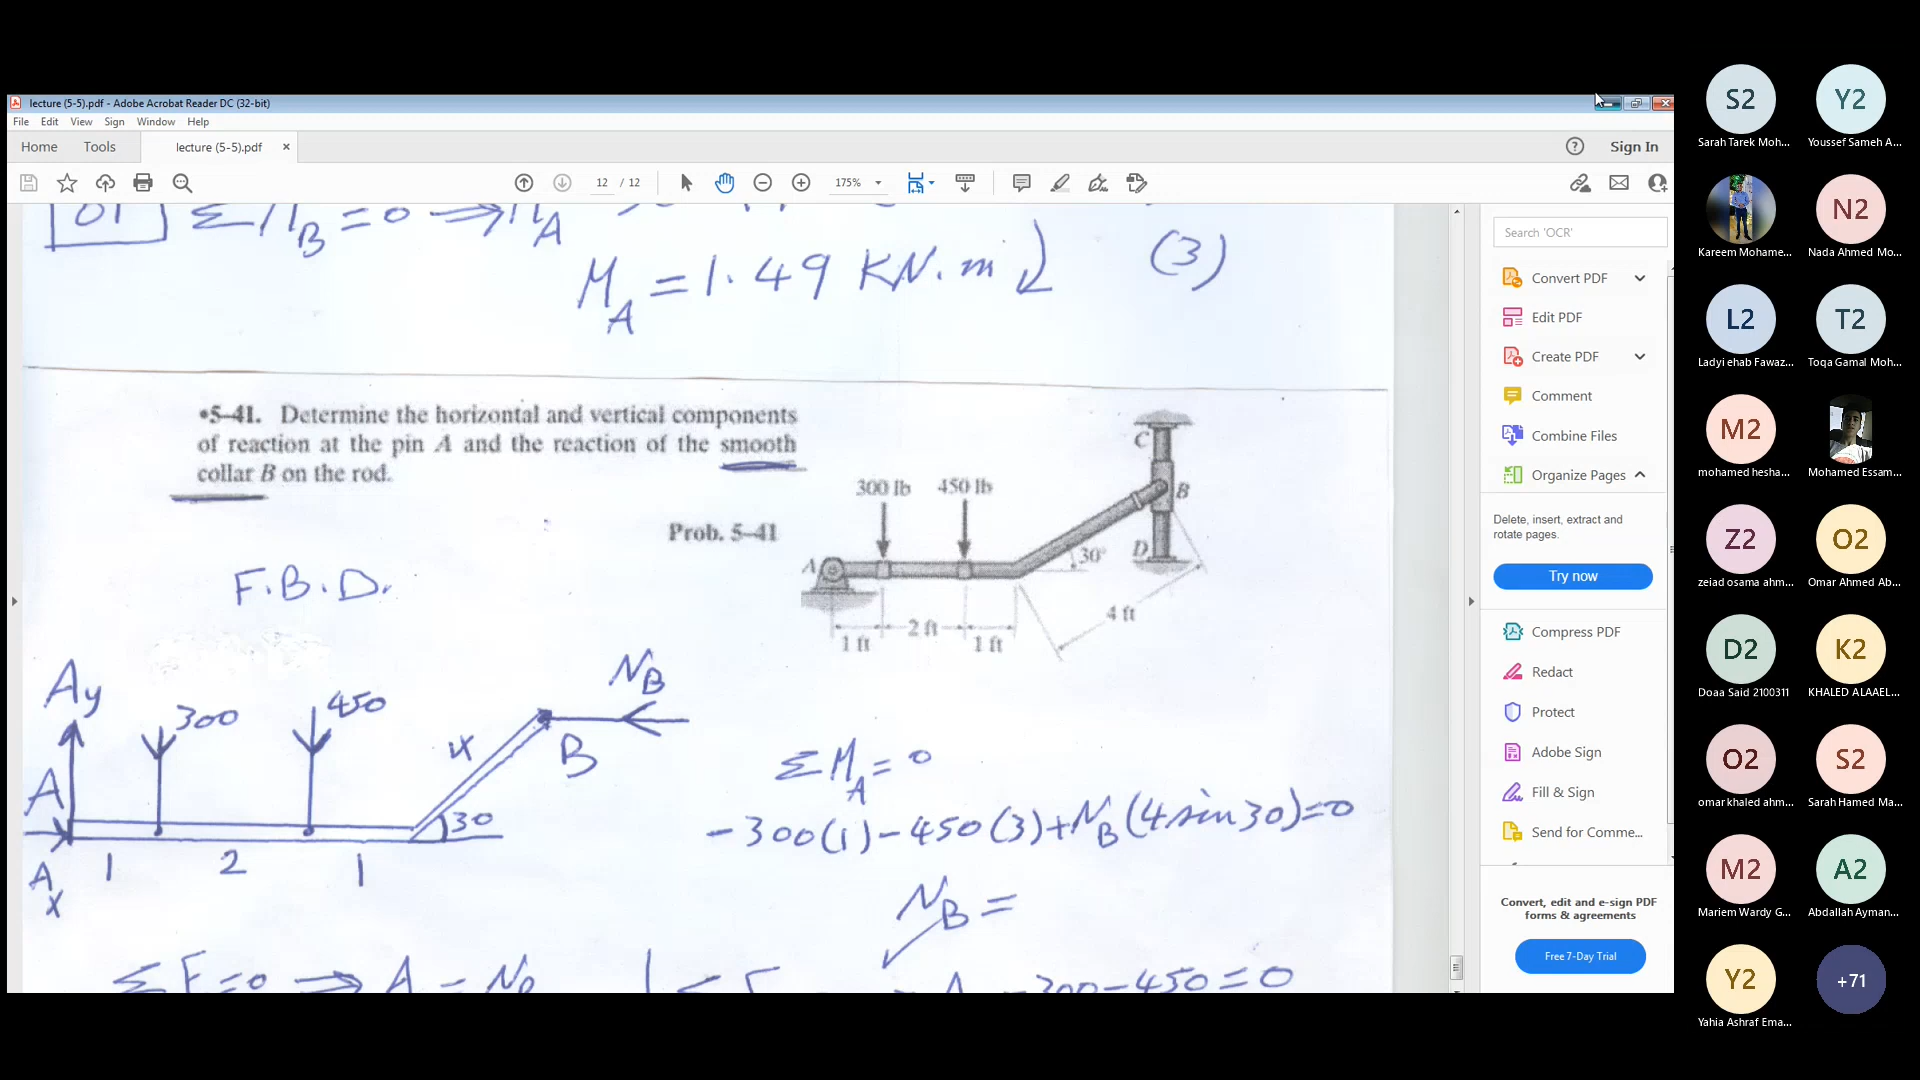 lecture (5-5).pdf - Adobe Acrobat Reader DC (32-bit)
File Edit View Sign Window Help
Home Tools lecture (5-5).pdf × Sign In
12 / 12 175%
01 Σ M_B = 0 ⟹ M_A
M_A = 1.49 KN.m (3)
•5–41. Determine the horizontal and vertical components
of reaction at the pin A and the reaction of the smooth
collar B on the rod.
Prob. 5–41
300 lb 450 lb
C
B
A
30°
D
4 ft
1 ft 2 ft 1 ft
F.B.D.
Ay 300 450 N_B
4 B
A 30
A_x 1 2 1
Σ M_A = 0
-300(1) - 450(3) + N_B (4 sin 30) = 0
N_B =
-300-450 = 0
Search 'OCR'
Convert PDF
Edit PDF
Create PDF
Comment
Combine Files
Organize Pages
Delete, insert, extract and
rotate pages.
Try now
Compress PDF
Redact
Protect
Adobe Sign
Fill & Sign
Send for Comme...
Convert, edit and e-sign PDF
forms & agreements
Free 7-Day Trial
S2 Y2
Sarah Tarek Moh... Youssef Sameh A...
N2
Kareem Mohame... Nada Ahmed Mo...
L2 T2
Ladyi ehab Fawaz... Toqa Gamal Moh...
M2
mohamed hesha... Mohamed Essam...
Z2 O2
zeiad osama ahm... Omar Ahmed Ab...
D2 K2
Doaa Said 2100311 KHALED ALAAEL...
O2 S2
omar khaled ahm... Sarah Hamed Ma...
M2 A2
Mariem Wardy G... Abdallah Ayman...
Y2 +71
Yahia Ashraf Ema...